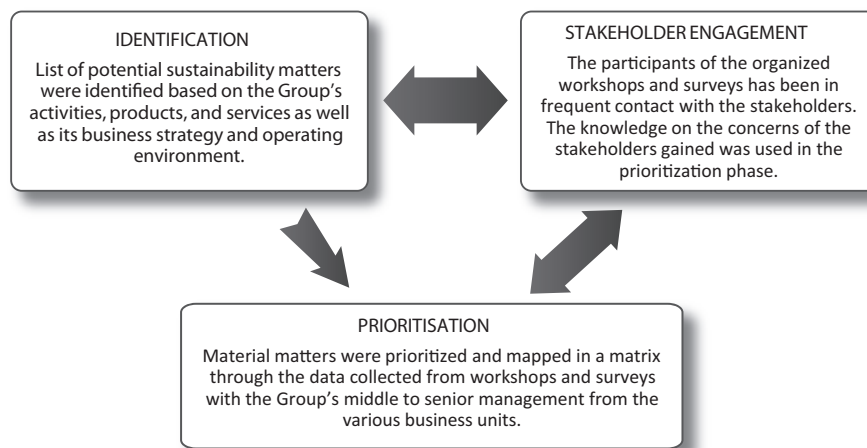 IDENTIFICATION
List of potential sustainability matters
were identified based on the Group's
activities, products, and services as well
as its business strategy and operating
environment.
STAKEHOLDER ENGAGEMENT
The participants of the organized
workshops and surveys has been in
frequent contact with the stakeholders.
The knowledge on the concerns of the
stakeholders gained was used in the
prioritization phase.
PRIORITISATION
Material matters were prioritized and mapped in a matrix
through the data collected from workshops and surveys
with the Group's middle to senior management from the
various business units.